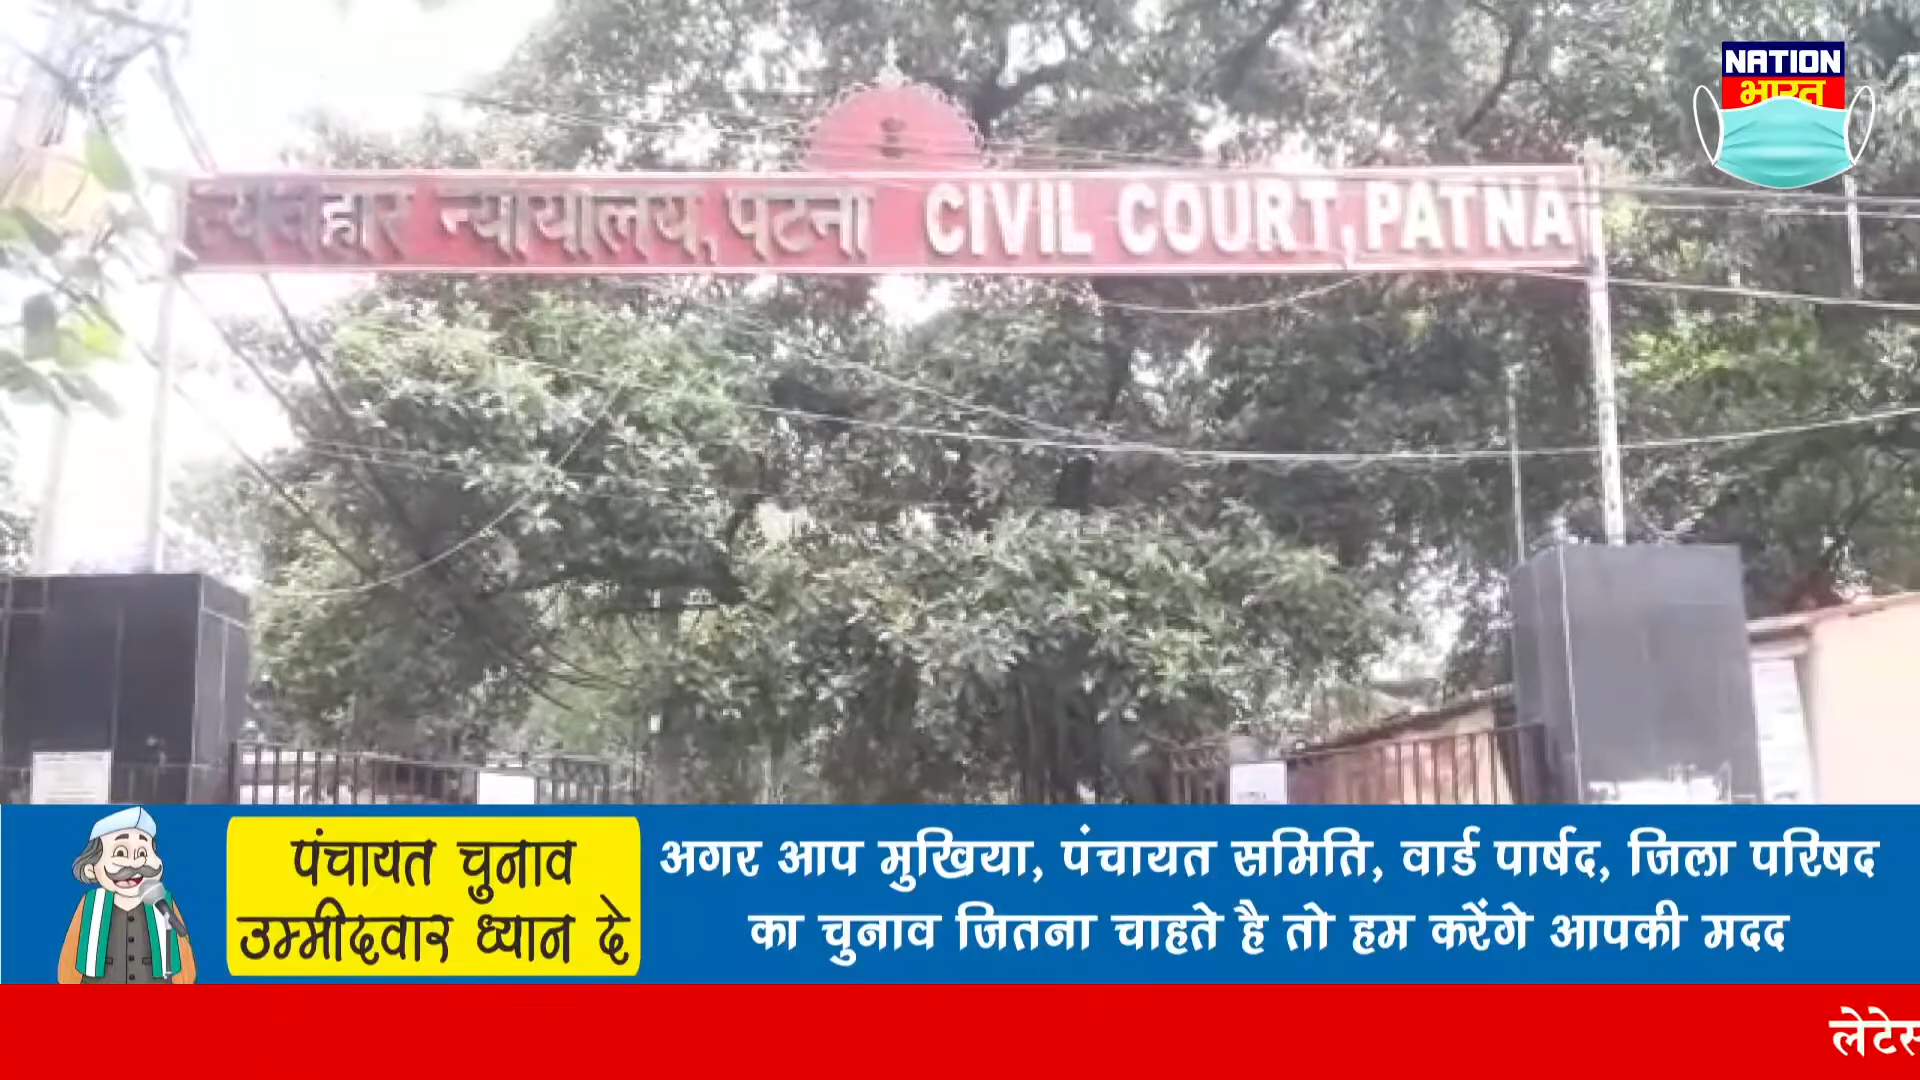 NATION
भारत
व्यवहार न्यायालय, पटना CIVIL COURT, PATNA
पंचायत चुनाव
उम्मीदवार ध्यान दे
अगर आप मुखिया, पंचायत समिति, वार्ड पार्षद, जिला परिषद
का चुनाव जितना चाहते है तो हम करेंगे आपकी मदद
लेटेस